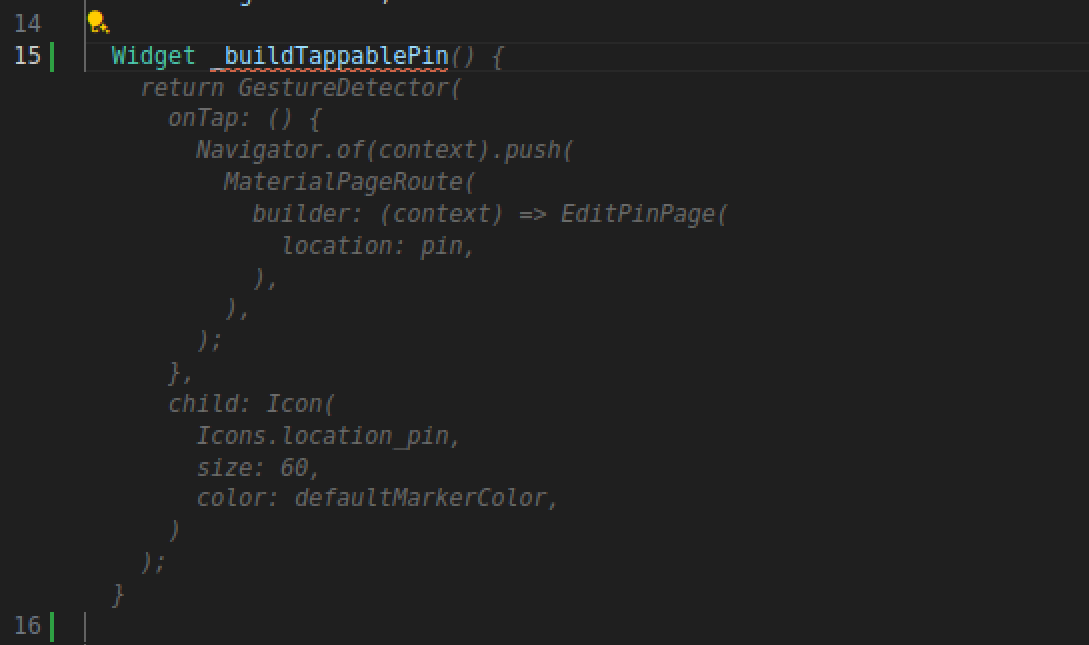 14
15 Widget _buildTappablePin() {
return GestureDetector(
onTap: () {
Navigator.of(context).push(
MaterialPageRoute(
builder: (context) => EditPinPage(
location: pin,
),
),
);
},
child: Icon(
Icons.location_pin,
size: 60,
color: defaultMarkerColor,
)
);
}
16